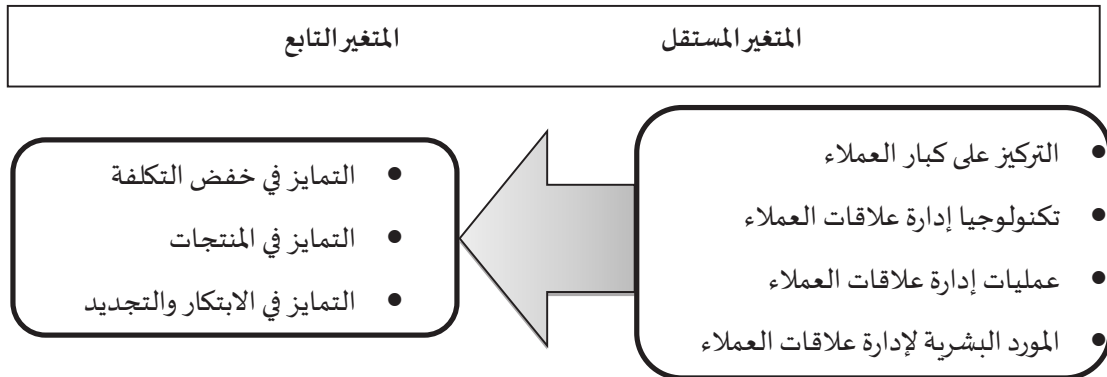 المتغير المستقل
المتغير التابع
• التركيز على كبار العملاء
• تكنولوجيا إدارة علاقات العملاء
• عمليات إدارة علاقات العملاء
• المورد البشرية لإدارة علاقات العملاء
• التمايز في خفض التكلفة
• التمايز في المنتجات
• التمايز في الابتكار والتجديد